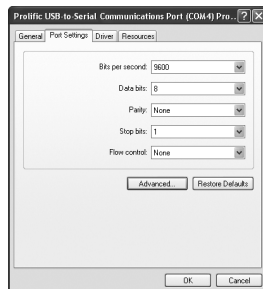 Prolific USB-to-Serial Communications Port (COM4) Pro...
General Port Settings Driver Resources
Bits per second: 9600
Data bits: 8
Parity: None
Stop bits: 1
Flow control: None
Advanced... Restore Defaults
OK Cancel